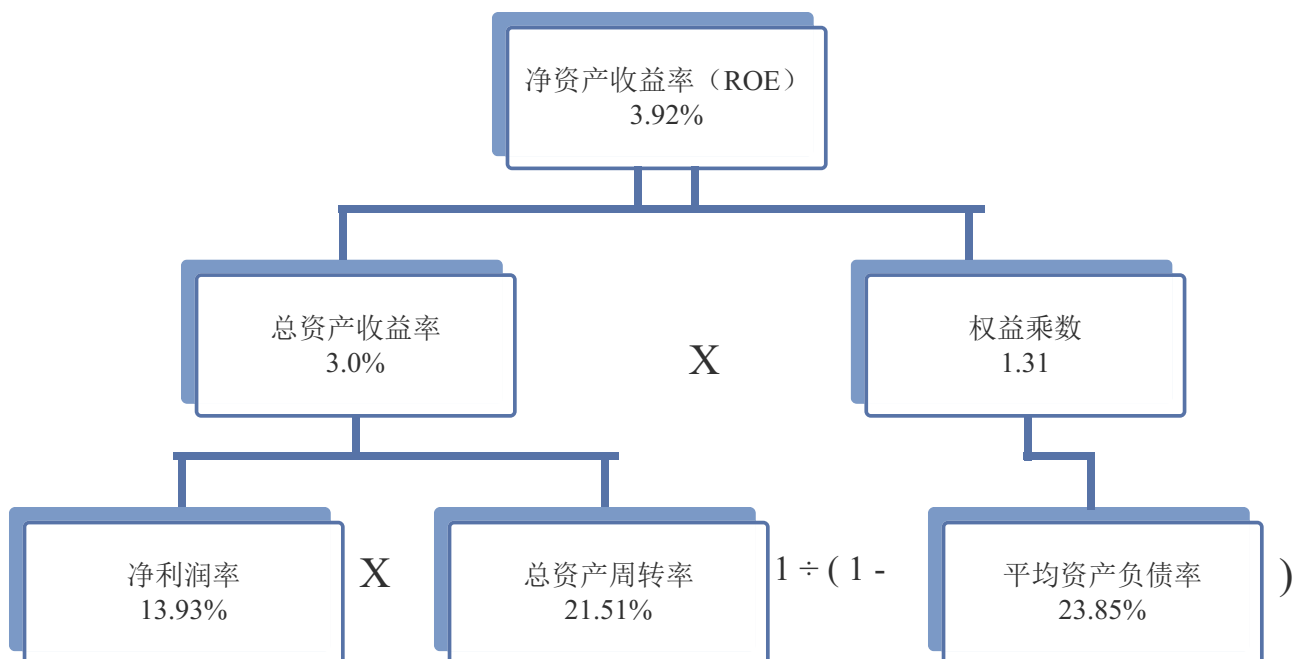 净资产收益率（ROE）
3.92%
总资产收益率
3.0%
X
权益乘数
1.31
净利润率
13.93%
X
总资产周转率
21.51%
1 ÷ ( 1 -
平均资产负债率
23.85%
)